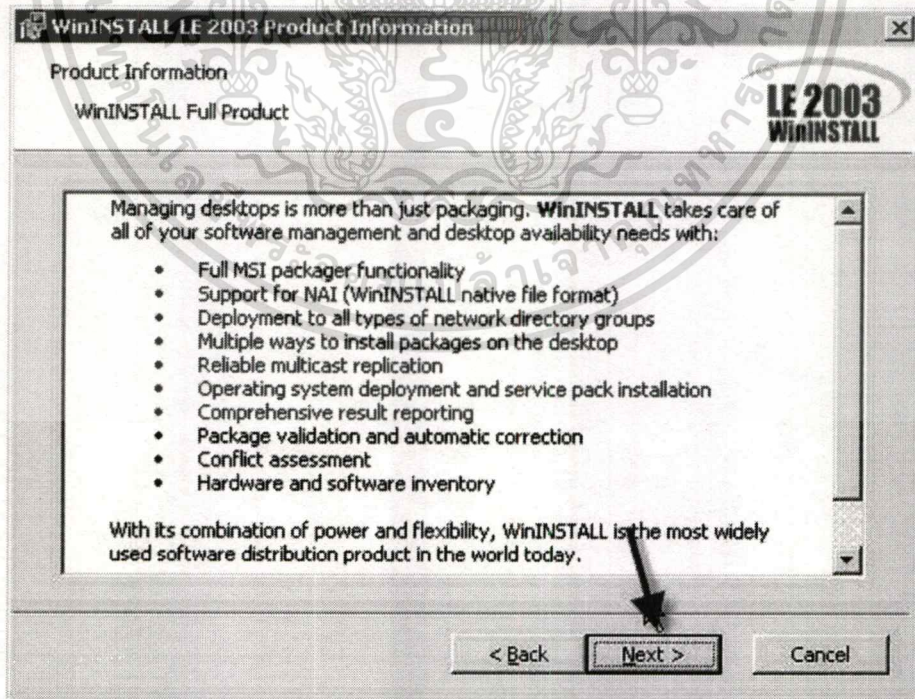 WinINSTALL LE 2003 Product Information
Product Information
WinINSTALL Full Product
LE 2003
WinINSTALL
Managing desktops is more than just packaging. WinINSTALL takes care of
all of your software management and desktop availability needs with:
• Full MSI packager functionality
• Support for NAI (WinINSTALL native file format)
• Deployment to all types of network directory groups
• Multiple ways to install packages on the desktop
• Reliable multicast replication
• Operating system deployment and service pack installation
• Comprehensive result reporting
• Package validation and automatic correction
• Conflict assessment
• Hardware and software inventory
With its combination of power and flexibility, WinINSTALL is the most widely
used software distribution product in the world today.
< Back
Next >
Cancel